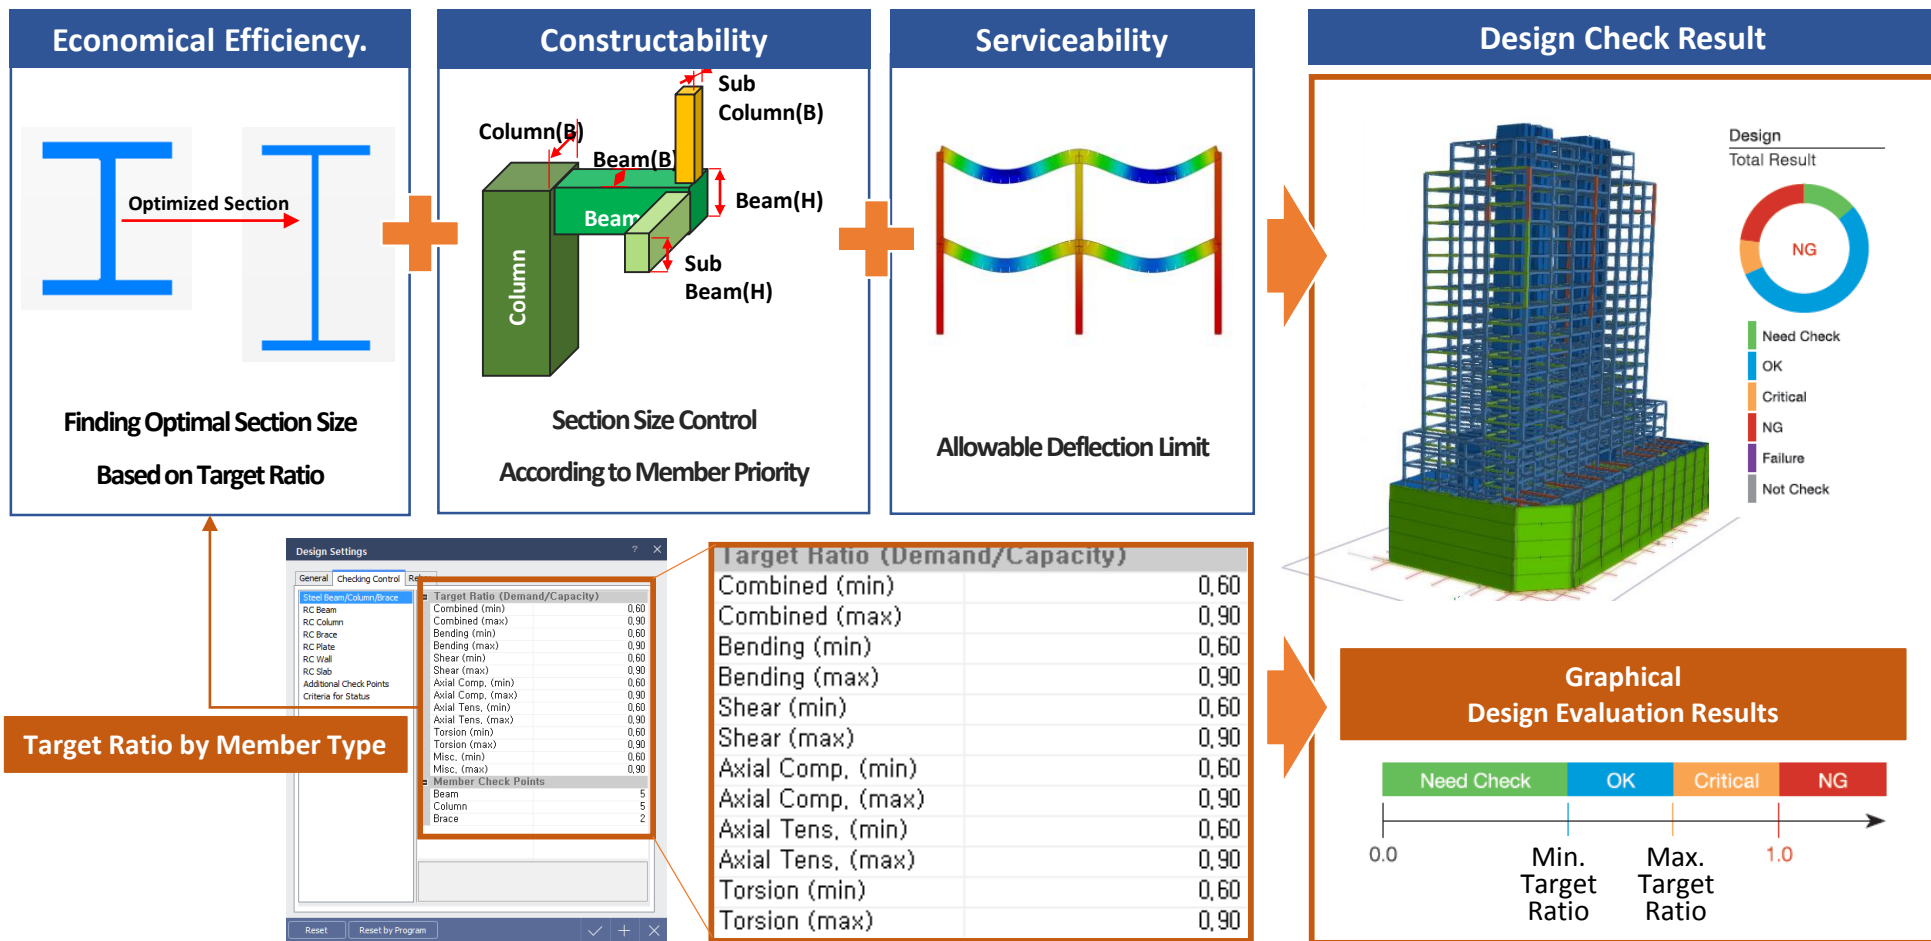 Economical Efficiency.
Optimized Section
Finding Optimal Section Size
Based on Target Ratio
Constructability
Sub
Column(B)
Column(B)
Beam(B)
Beam(H)
Beam
Sub
Beam(H)
Column
Section Size Control
According to Member Priority
Serviceability
Allowable Deflection Limit
Design Check Result
Design
Total Result
NG
Need Check
OK
Critical
NG
Failure
Not Check
Target Ratio by Member Type
Design Settings
? ×
General
Checking Control
Steel Beam/Column/Brace
RC Beam
RC Column
RC Brace
RC Plate
RC Wall
RC Slab
Additional Check Points
Criteria for Status
Target Ratio (Demand/Capacity)
Combined (min) 0,60
Combined (max) 0,90
Bending (min) 0,60
Bending (max) 0,90
Shear (min) 0,60
Shear (max) 0,90
Axial Comp, (min) 0,60
Axial Comp, (max) 0,90
Axial Tens, (min) 0,60
Axial Tens, (max) 0,90
Torsion (min) 0,60
Torsion (max) 0,90
Misc, (min) 0,60
Misc, (max) 0,90
Member Check Points
Beam 5
Column 5
Brace 2
Reset
Reset by Program
Target Ratio (Demand/Capacity)
Combined (min) 0,60
Combined (max) 0,90
Bending (min) 0,60
Bending (max) 0,90
Shear (min) 0,60
Shear (max) 0,90
Axial Comp, (min) 0,60
Axial Comp, (max) 0,90
Axial Tens, (min) 0,60
Axial Tens, (max) 0,90
Torsion (min) 0,60
Torsion (max) 0,90
Graphical
Design Evaluation Results
Need Check OK Critical NG
0.0
Min.
Target
Ratio
Max.
Target
Ratio
1.0